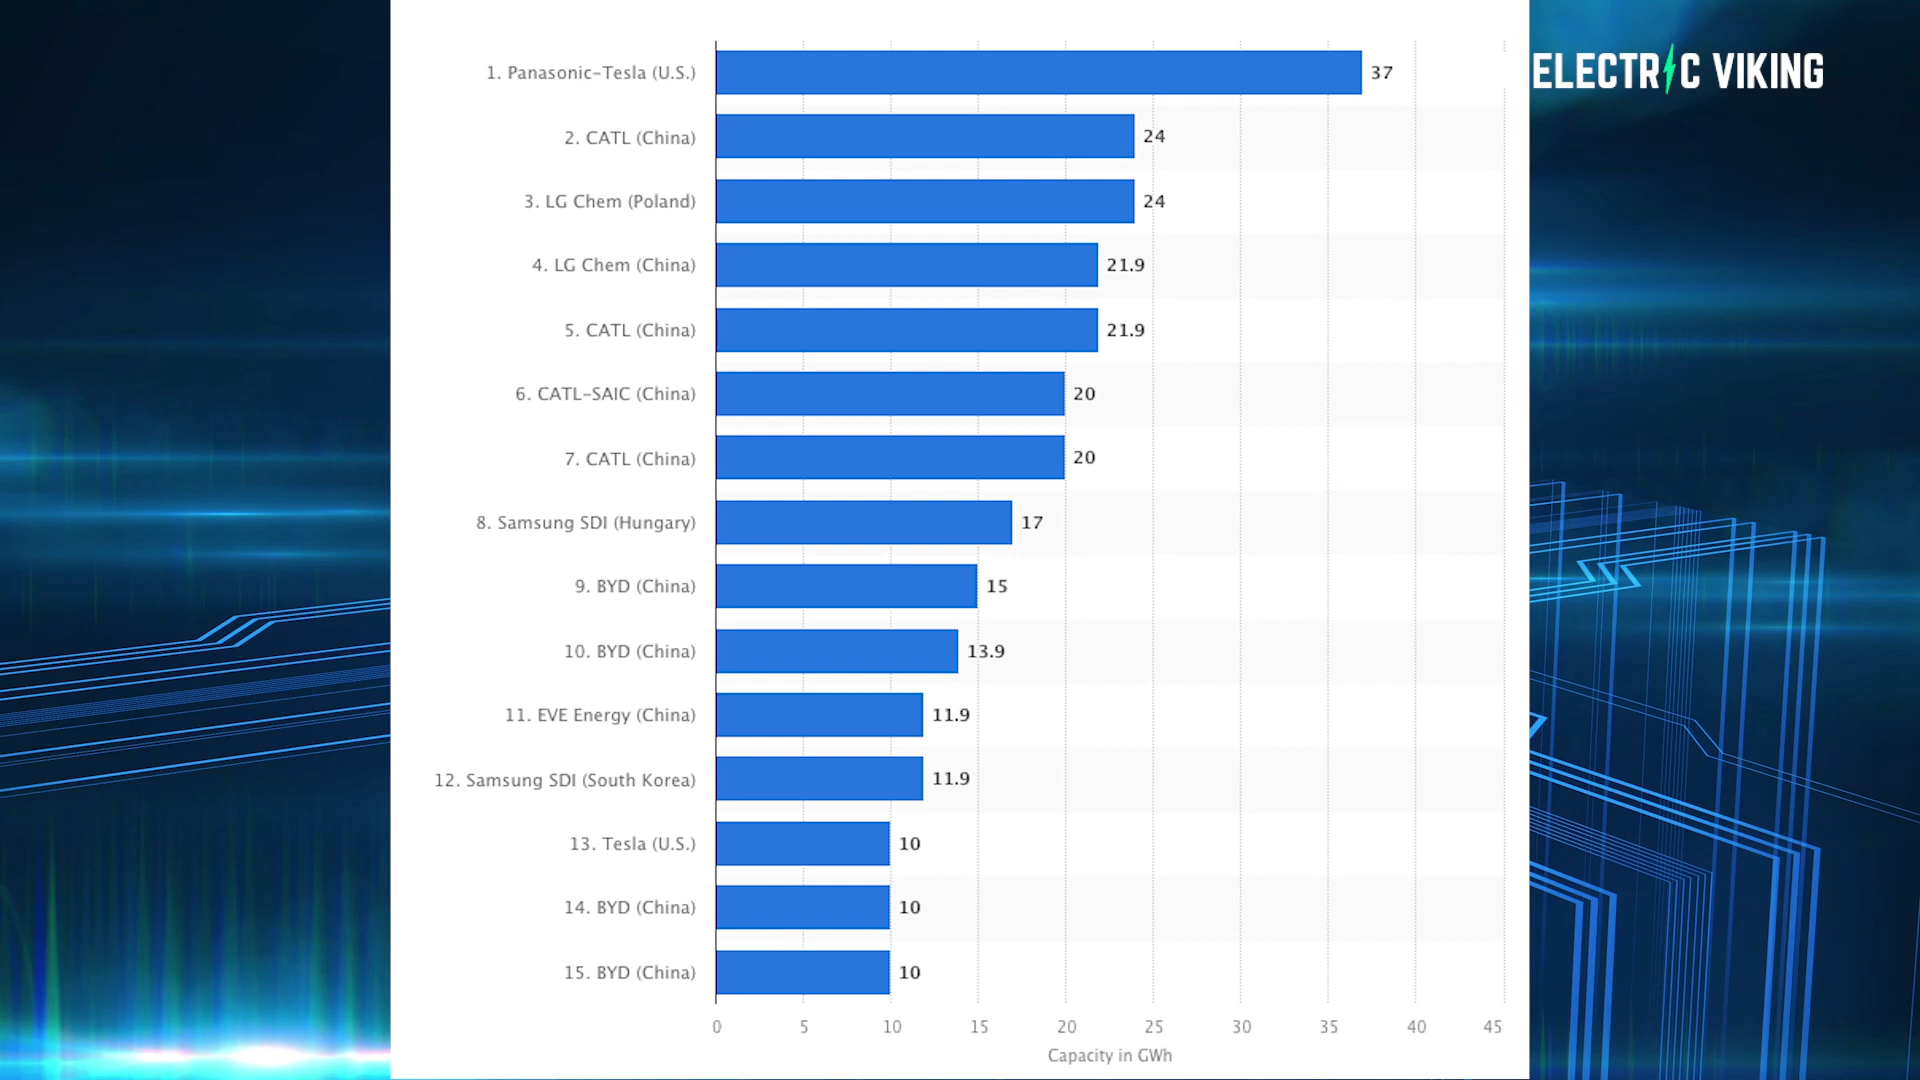 ELECTRIC VIKING
1. Panasonic-Tesla (U.S.) 37
2. CATL (China) 24
3. LG Chem (Poland) 24
4. LG Chem (China) 21.9
5. CATL (China) 21.9
6. CATL-SAIC (China) 20
7. CATL (China) 20
8. Samsung SDI (Hungary) 17
9. BYD (China) 15
10. BYD (China) 13.9
11. EVE Energy (China) 11.9
12. Samsung SDI (South Korea) 11.9
13. Tesla (U.S.) 10
14. BYD (China) 10
15. BYD (China) 10
0 5 10 15 20 25 30 35 40 45
Capacity in GWh